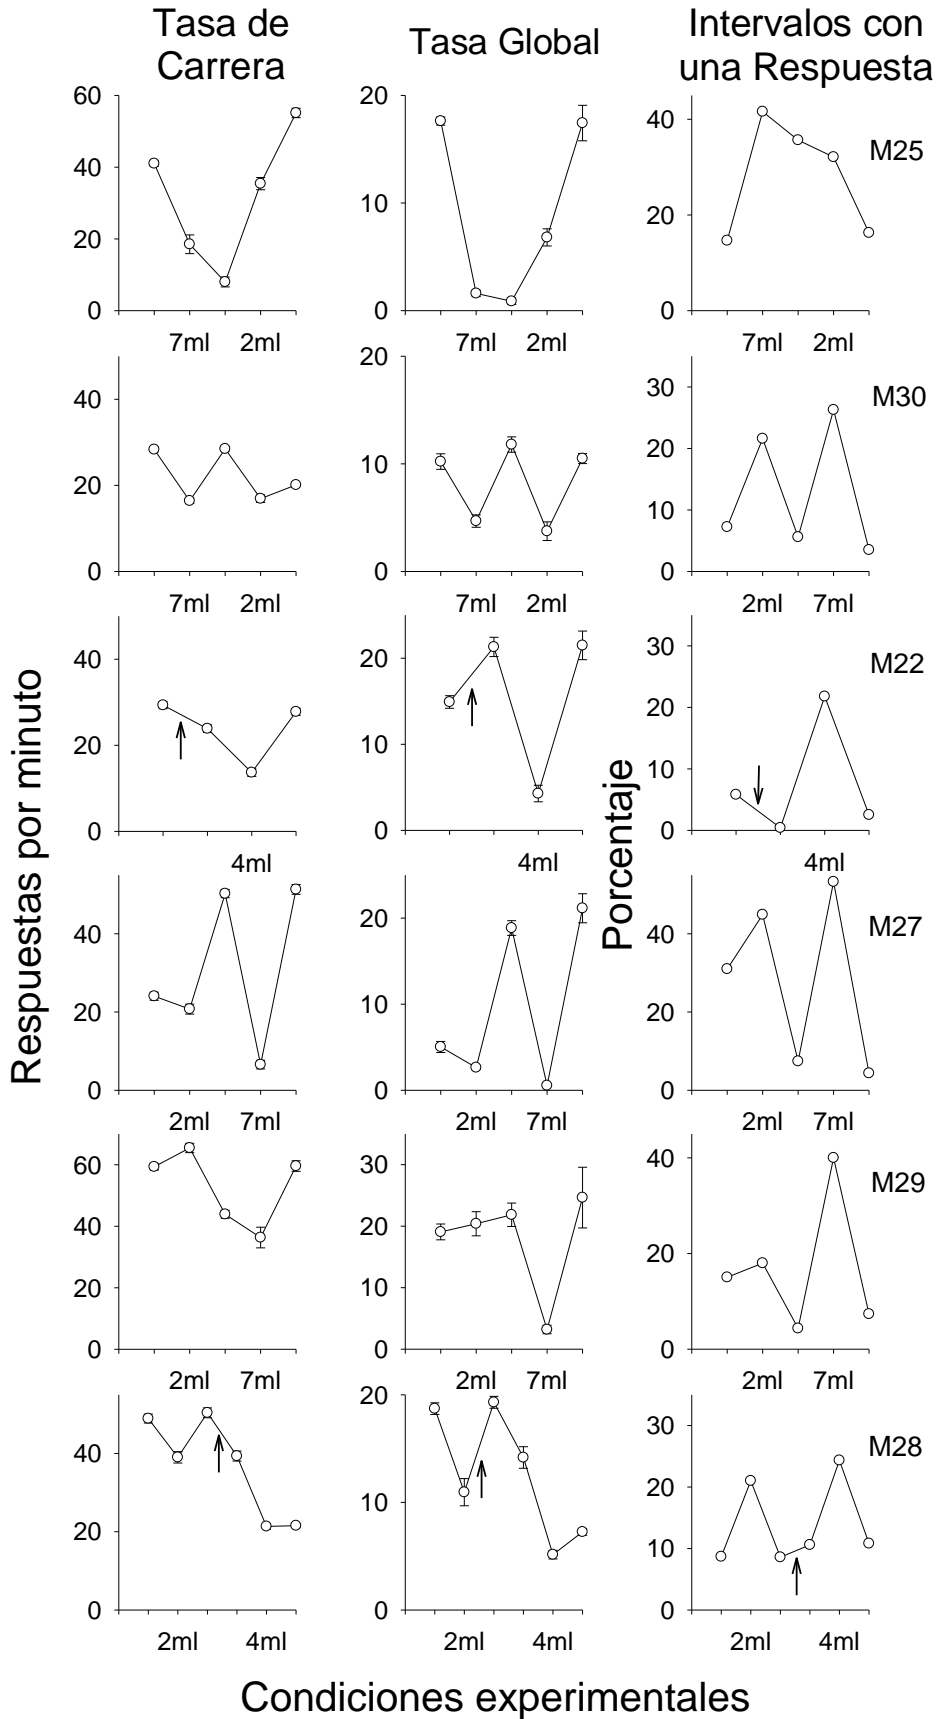 Tasa de
Carrera
Tasa Global
Intervalos con
una Respuesta
60
40
20
0
20
10
0
40
20
0
M25
7ml 2ml
7ml 2ml
7ml 2ml
40
20
0
20
10
0
30
20
10
0
M30
7ml 2ml
7ml 2ml
2ml 7ml
40
20
0
20
10
0
30
20
10
0
M22
4ml
4ml
4ml
40
20
0
20
10
0
40
20
0
M27
2ml 7ml
2ml 7ml
2ml 7ml
60
40
20
0
30
20
10
0
40
20
0
M29
2ml 7ml
2ml 7ml
2ml 7ml
40
20
0
20
10
0
30
20
10
0
M28
2ml 4ml
2ml 4ml
2ml 4ml
Respuestas por minuto
Porcentaje
Condiciones experimentales